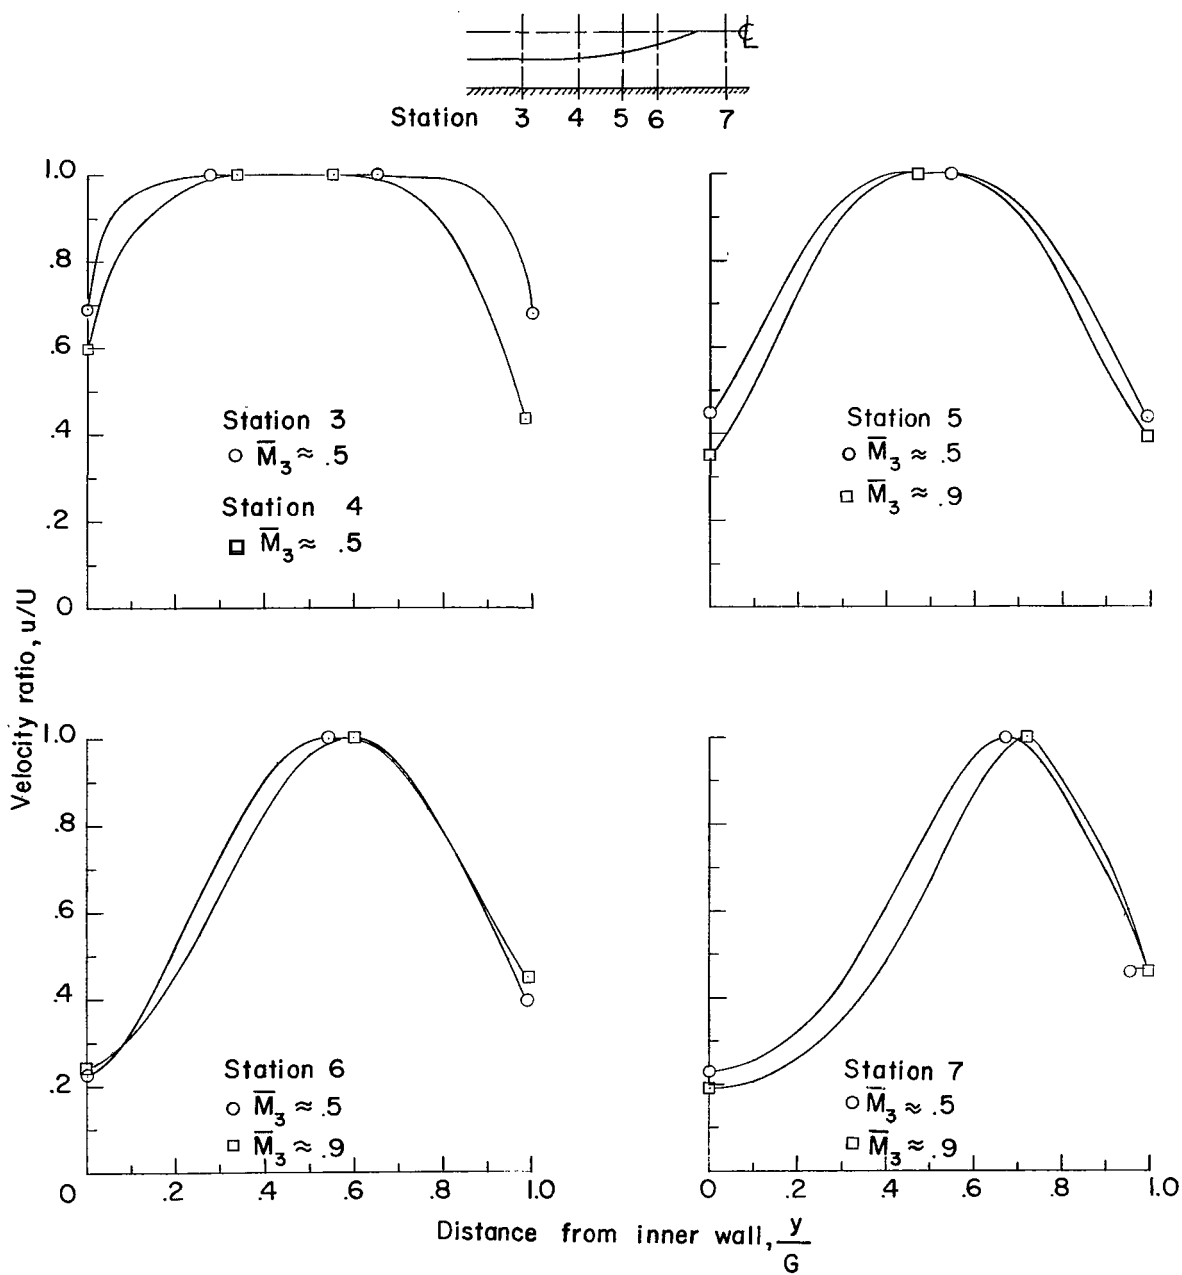 ℄
Station 3 4 5 6 7
Velocity ratio, u/U
1.0
.8
.6
.4
.2
0
Station 3
○ M̅₃ ≈ .5
Station 4
□ M̅₃ ≈ .5
Station 5
○ M̅₃ ≈ .5
□ M̅₃ ≈ .9
1.0
.8
.6
.4
.2
0
Station 6
○ M̅₃ ≈ .5
□ M̅₃ ≈ .9
.2 .4 .6 .8 1.0
Station 7
○ M̅₃ ≈ .5
□ M̅₃ ≈ .9
0 .2 .4 .6 .8 1.0
Distance from inner wall, y/G